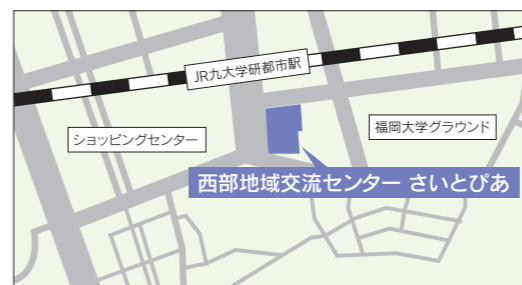 JR九大学研都市駅
ショッピングセンター
福岡大学グラウンド
西部地域交流センター さいとぴあ